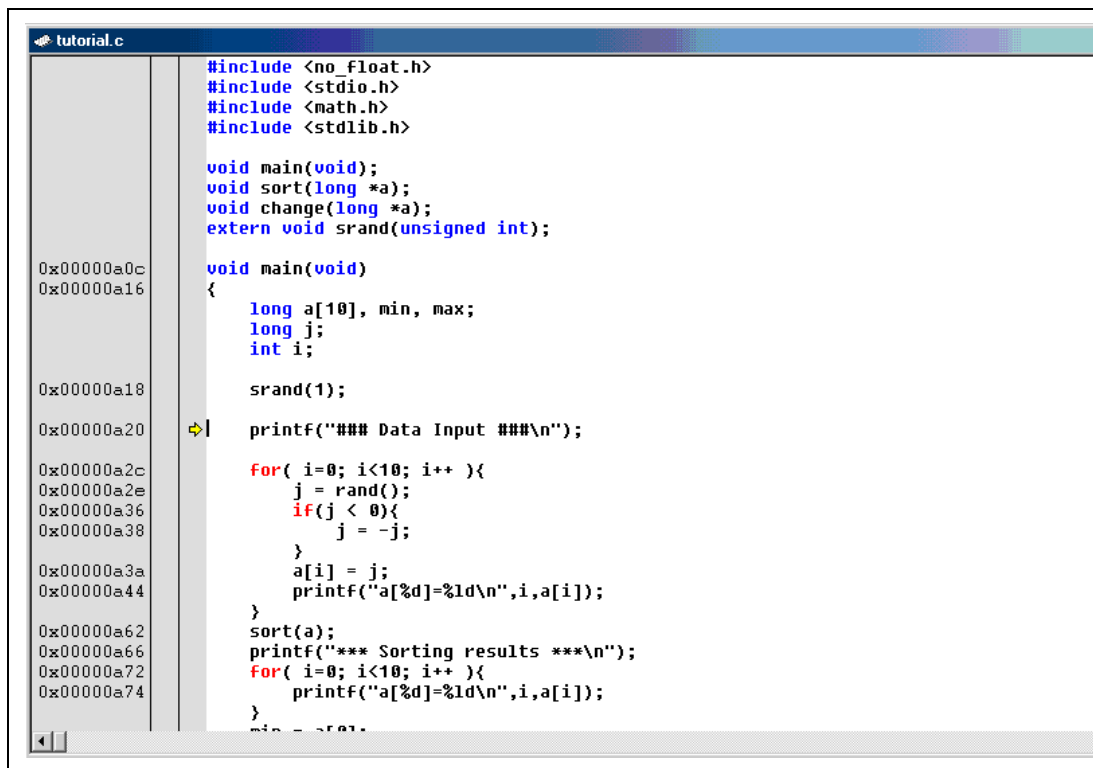 tutorial.c
#include <no_float.h>
#include <stdio.h>
#include <math.h>
#include <stdlib.h>
void main(void);
void sort(long *a);
void change(long *a);
extern void srand(unsigned int);
0x00000a0c void main(void)
0x00000a16 {
long a[10], min, max;
long j;
int i;
0x00000a18 srand(1);
0x00000a20 printf("### Data Input ###\n");
0x00000a2c for( i=0; i<10; i++ ){
0x00000a2e j = rand();
0x00000a36 if(j < 0){
0x00000a38 j = -j;
}
0x00000a3a a[i] = j;
0x00000a44 printf("a[%d]=%ld\n",i,a[i]);
}
0x00000a62 sort(a);
0x00000a66 printf("*** Sorting results ***\n");
0x00000a72 for( i=0; i<10; i++ ){
0x00000a74 printf("a[%d]=%ld\n",i,a[i]);
}
min = a[0];